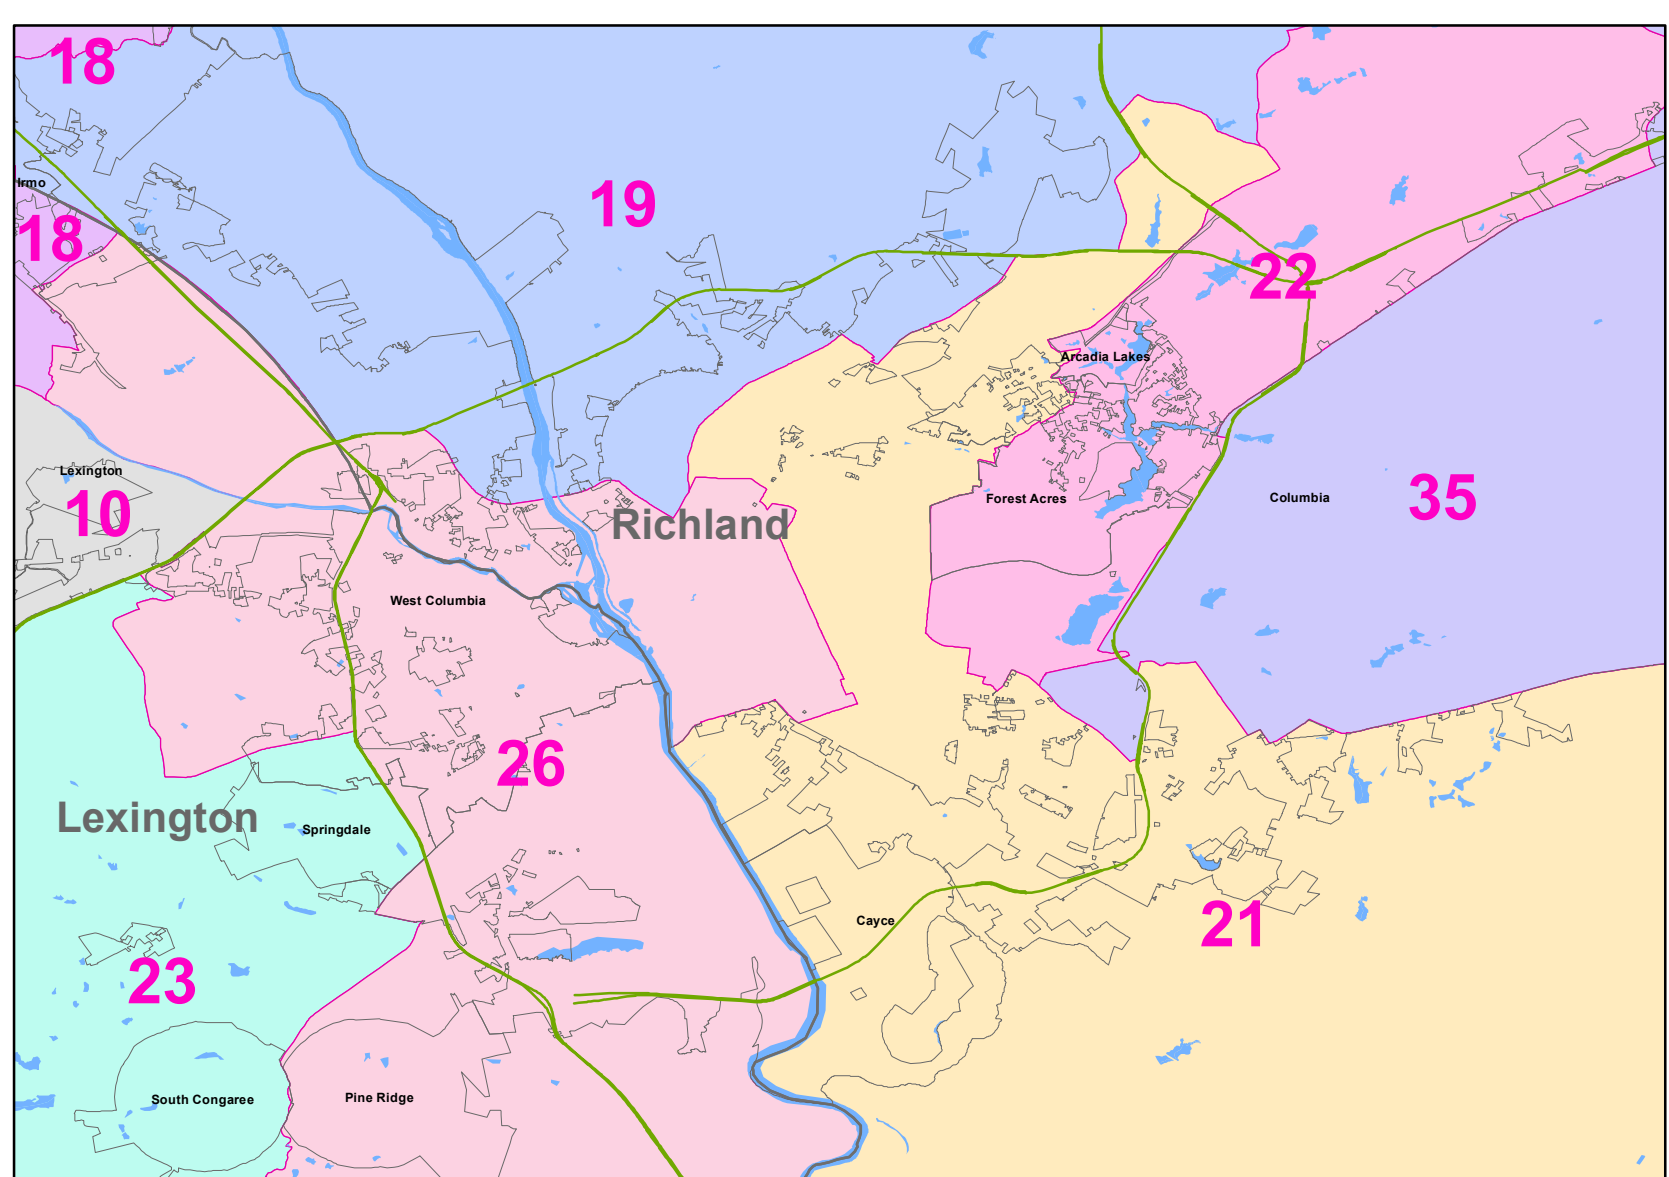 18
Irmo
19
18
22
Arcadia Lakes
Lexington
10
Forest Acres
Columbia
35
Richland
West Columbia
26
Lexington
Springdale
Cayce
21
23
South Congaree
Pine Ridge